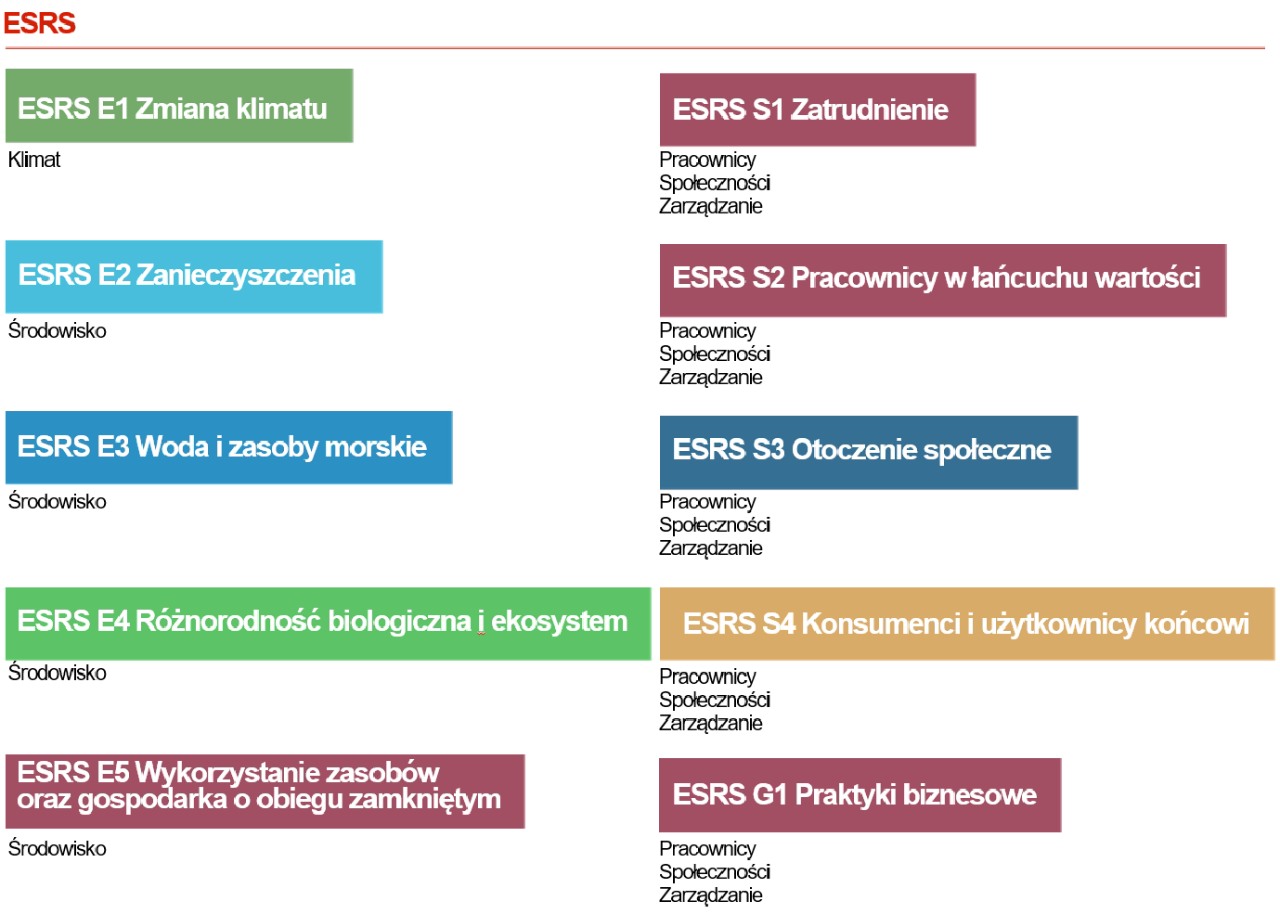 ESRS
ESRS E1 Zmiana klimatu
Klimat
ESRS E2 Zanieczyszczenia
Środowisko
ESRS E3 Woda i zasoby morskie
Środowisko
ESRS E4 Różnorodność biologiczna i ekosystem
Środowisko
ESRS E5 Wykorzystanie zasobów
oraz gospodarka o obiegu zamkniętym
Środowisko
ESRS S1 Zatrudnienie
Pracownicy
Społeczności
Zarządzanie
ESRS S2 Pracownicy w łańcuchu wartości
Pracownicy
Społeczności
Zarządzanie
ESRS S3 Otoczenie społeczne
Pracownicy
Społeczności
Zarządzanie
ESRS S4 Konsumenci i użytkownicy końcowi
Pracownicy
Społeczności
Zarządzanie
ESRS G1 Praktyki biznesowe
Pracownicy
Społeczności
Zarządzanie